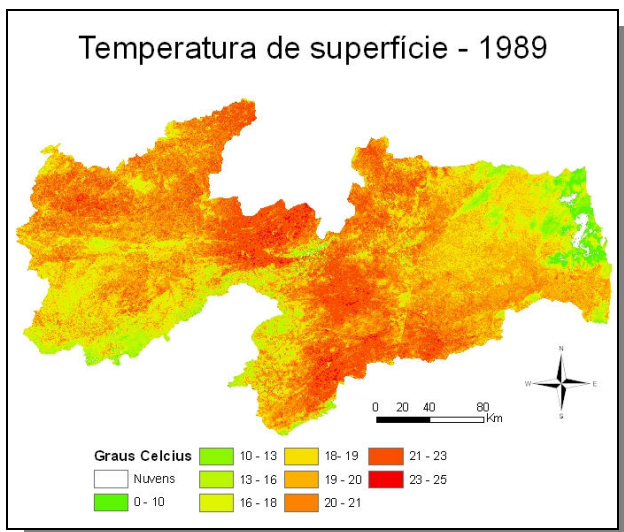 Temperatura de superfície - 1989
N
W E
S
0 20 40 80
Km
Graus Celcius
Nuvens
0 - 10
10 - 13
13 - 16
16 - 18
18- 19
19 - 20
20 - 21
21 - 23
23 - 25